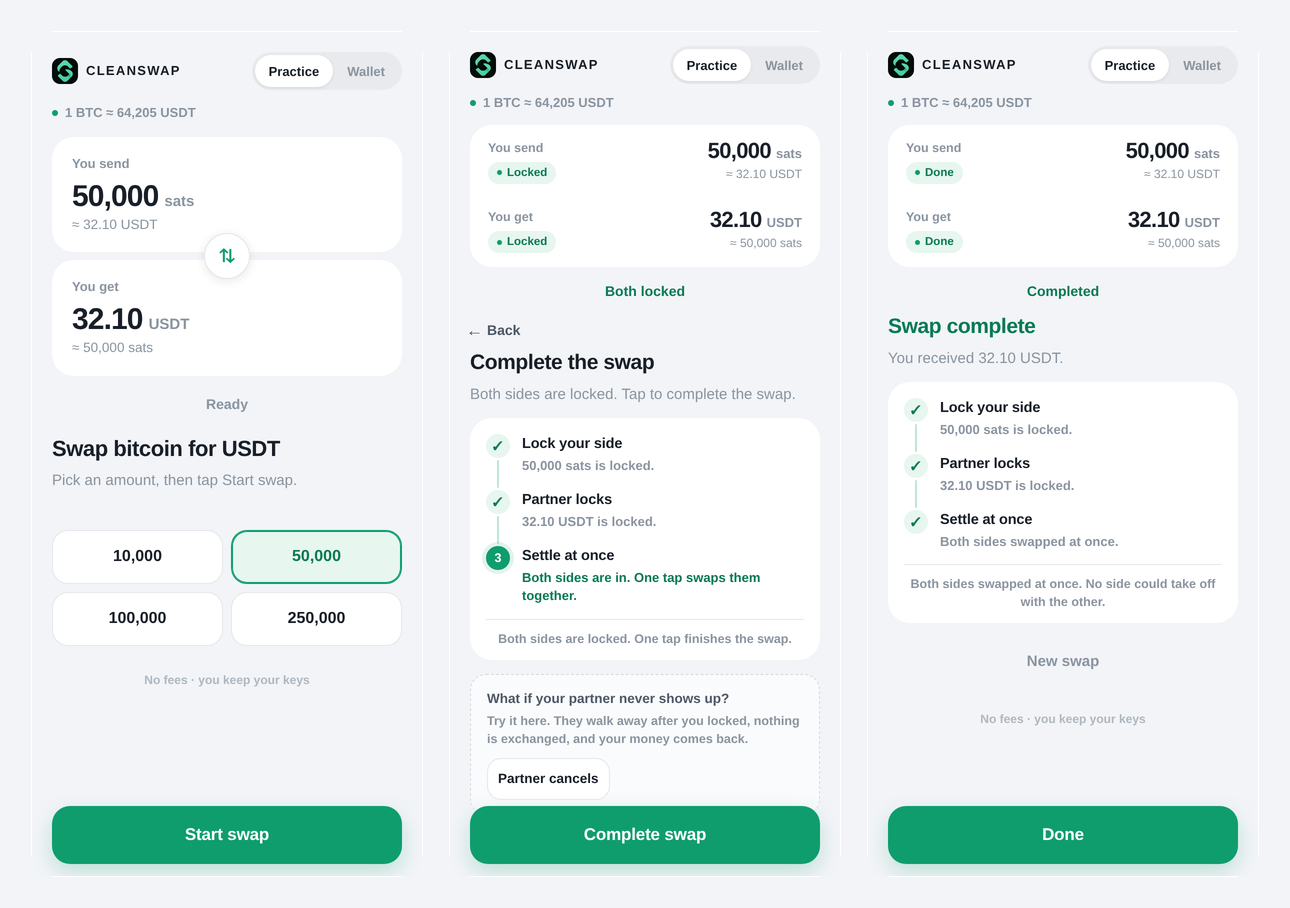 CLEANSWAP
Practice
Wallet
1 BTC ≈ 64,205 USDT
You send
50,000 sats
≈ 32.10 USDT
You get
32.10 USDT
≈ 50,000 sats
Ready
Swap bitcoin for USDT
Pick an amount, then tap Start swap.
10,000
50,000
100,000
250,000
No fees · you keep your keys
Start swap
CLEANSWAP
Practice
Wallet
1 BTC ≈ 64,205 USDT
You send
50,000 sats
Locked
≈ 32.10 USDT
You get
32.10 USDT
Locked
≈ 50,000 sats
Both locked
← Back
Complete the swap
Both sides are locked. Tap to complete the swap.
✓ Lock your side
50,000 sats is locked.
✓ Partner locks
32.10 USDT is locked.
3 Settle at once
Both sides are in. One tap swaps them
together.
Both sides are locked. One tap finishes the swap.
What if your partner never shows up?
Try it here. They walk away after you locked, nothing
is exchanged, and your money comes back.
Partner cancels
Complete swap
CLEANSWAP
Practice
Wallet
1 BTC ≈ 64,205 USDT
You send
50,000 sats
Done
≈ 32.10 USDT
You get
32.10 USDT
Done
≈ 50,000 sats
Completed
Swap complete
You received 32.10 USDT.
✓ Lock your side
50,000 sats is locked.
✓ Partner locks
32.10 USDT is locked.
✓ Settle at once
Both sides swapped at once.
Both sides swapped at once. No side could take off
with the other.
New swap
No fees · you keep your keys
Done